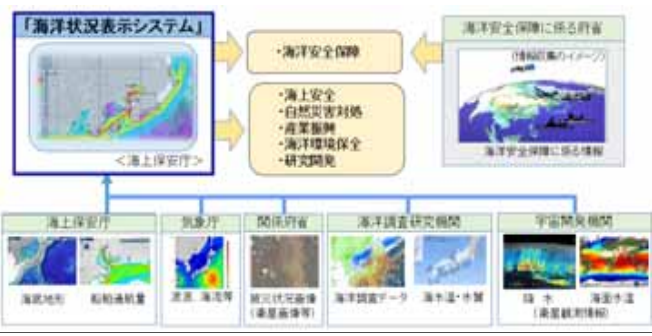 「海洋状況表示システム」
＜海上保安庁＞
・海洋安全保障
・海上安全
・自然災害対処
・産業振興
・海洋環境保全
・研究開発
海洋安全保障に係る府省
(情報収集のイメージ)
海洋安全保障に係る情報
海上保安庁
海底地形
船舶通航量
気象庁
波浪、海流等
関係府省
被災状況画像
(衛星画像等)
海洋調査研究機関
海洋調査データ
海水温・水質
宇宙開発機関
降水
海面水温
(衛星観測情報)